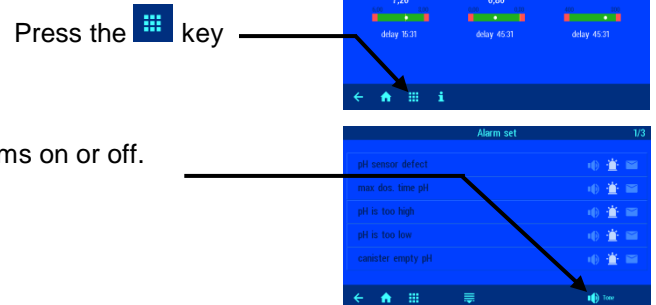 7,20 6,80
Press the key
delay 15:31 delay 45:31 delay 45:31
Alarm set 1/3
ms on or off.
pH sensor defect
max dos. time pH
pH is too high
pH is too low
canister empty pH
Tone